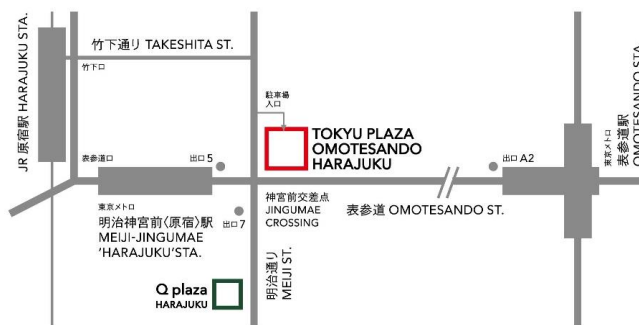 JR 原宿駅 HARAJUKU STA.
竹下通り TAKESHITA ST.
竹下口
駐車場
入口
TOKYU PLAZA
OMOTESANDO
HARAJUKU
表参道口
出口 5
出口 A2
東京メトロ
表参道駅
OMOTESANDO STA.
東京メトロ
明治神宮前〈原宿〉駅
MEIJI-JINGUMAE
'HARAJUKU'STA.
出口 7
神宮前交差点
JINGUMAE
CROSSING
表参道 OMOTESANDO ST.
明治通り
MEIJI ST.
Q plaza
HARAJUKU